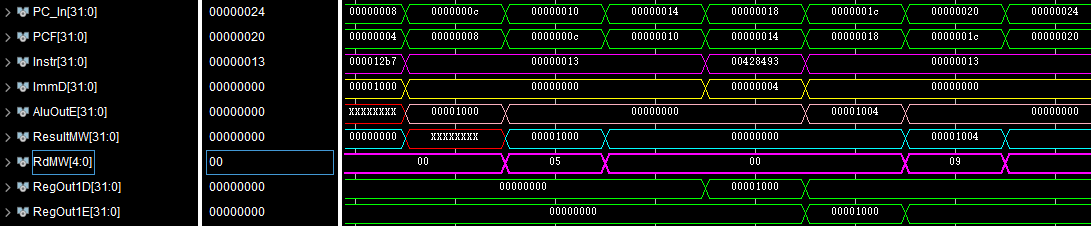 PC_In[31:0] 00000024 00000008 0000000c 00000010 00000014 00000018 0000001c 00000020 00000024
PCF[31:0] 00000020 00000004 00000008 0000000c 00000010 00000014 00000018 0000001c 00000020
Instr[31:0] 00000013 000012b7 00000013 00428493 00000013
ImmD[31:0] 00000000 00001000 00000000 00000004 00000000
AluOutE[31:0] 00000000 XXXXXXXX 00001000 00000000 00001004 00000000
ResultMW[31:0] 00000000 00000000 XXXXXXXX 00001000 00000000 00001004
RdMW[4:0] 00 00 05 00 09
RegOut1D[31:0] 00000000 00000000 00001000
RegOut1E[31:0] 00000000 00000000 00001000